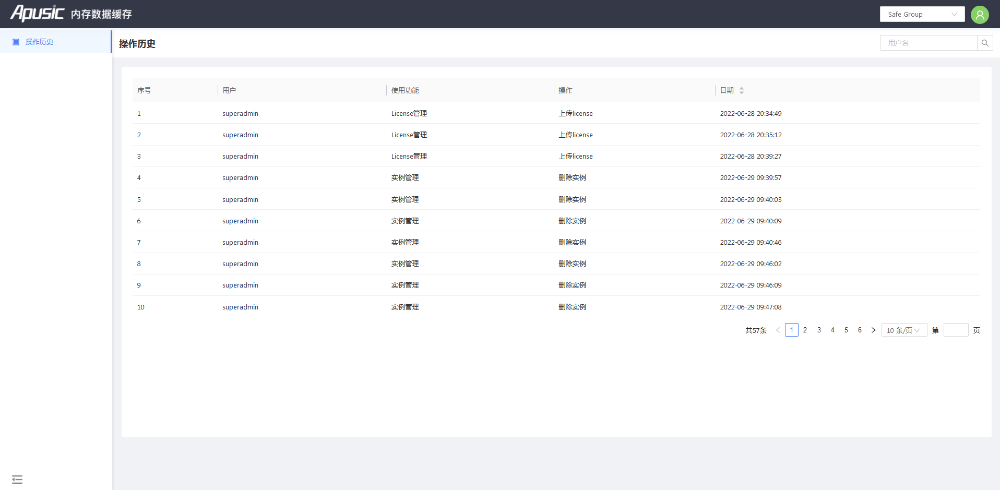 Apusic 内存数据缓存
Safe Group
操作历史
操作历史
用户名
序号 用户 使用功能 操作 日期
1 superadmin License管理 上传license 2022-06-28 20:34:49
2 superadmin License管理 上传license 2022-06-28 20:35:12
3 superadmin License管理 上传license 2022-06-28 20:39:27
4 superadmin 实例管理 删除实例 2022-06-29 09:39:57
5 superadmin 实例管理 删除实例 2022-06-29 09:40:03
6 superadmin 实例管理 删除实例 2022-06-29 09:40:09
7 superadmin 实例管理 删除实例 2022-06-29 09:40:46
8 superadmin 实例管理 删除实例 2022-06-29 09:46:02
9 superadmin 实例管理 删除实例 2022-06-29 09:46:09
10 superadmin 实例管理 删除实例 2022-06-29 09:47:08
共57条 < 1 2 3 4 5 6 > 10 条/页 第 页